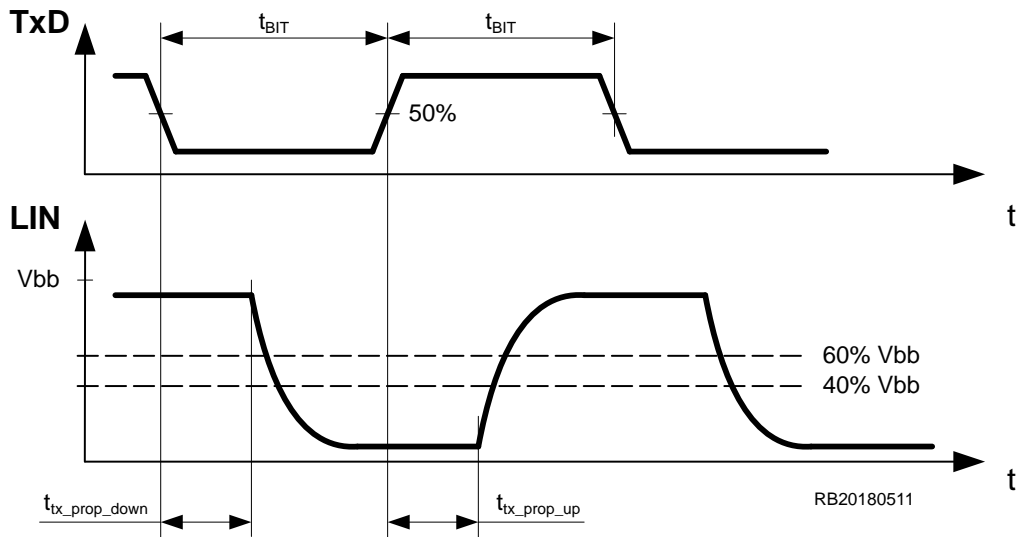 TxD
tBIT
tBIT
50%
t
LIN
Vbb
60% Vbb
40% Vbb
t
ttx_prop_down
ttx_prop_up
RB20180511